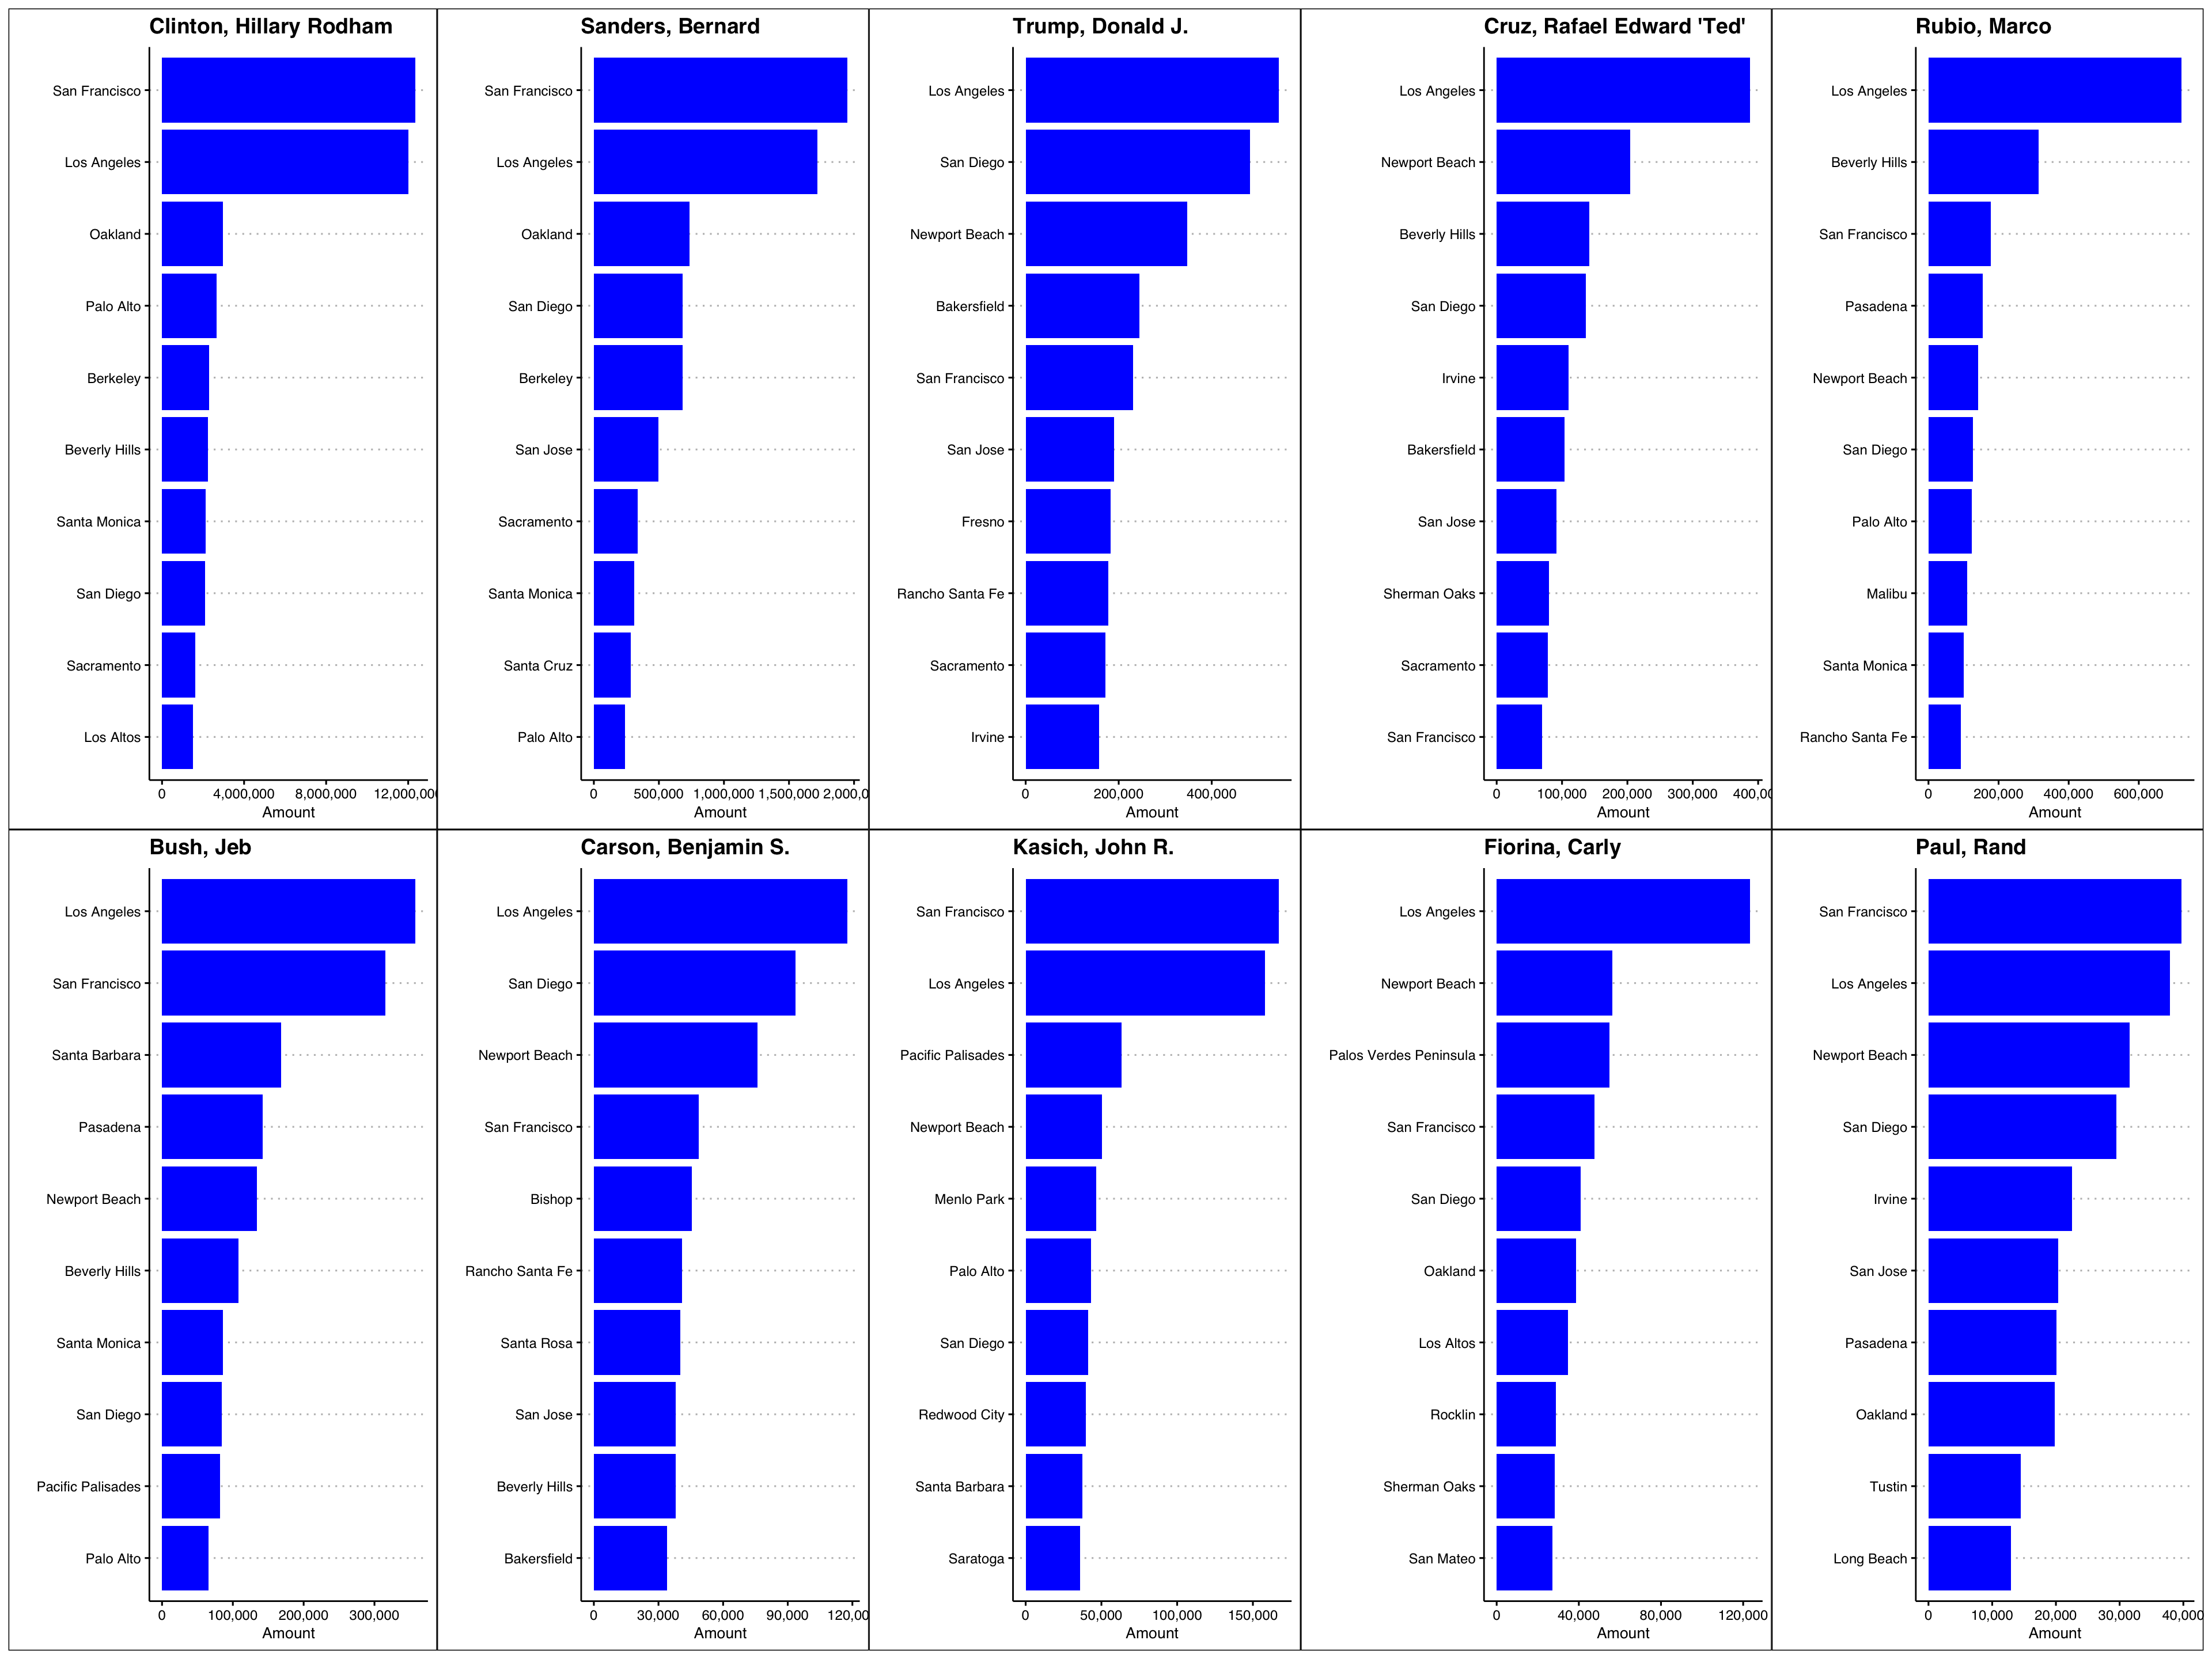 Clinton, Hillary Rodham
San Francisco
Los Angeles
Oakland
Palo Alto
Berkeley
Beverly Hills
Santa Monica
San Diego
Sacramento
Los Altos
0 4,000,000 8,000,000 12,000,00
Amount
Sanders, Bernard
San Francisco
Los Angeles
Oakland
San Diego
Berkeley
San Jose
Sacramento
Santa Monica
Santa Cruz
Palo Alto
0 500,000 1,000,000 1,500,000 2,000,0
Amount
Trump, Donald J.
Los Angeles
San Diego
Newport Beach
Bakersfield
San Francisco
San Jose
Fresno
Rancho Santa Fe
Sacramento
Irvine
0 200,000 400,000
Amount
Cruz, Rafael Edward 'Ted'
Los Angeles
Newport Beach
Beverly Hills
San Diego
Irvine
Bakersfield
San Jose
Sherman Oaks
Sacramento
San Francisco
0 100,000 200,000 300,000 400,00
Amount
Rubio, Marco
Los Angeles
Beverly Hills
San Francisco
Pasadena
Newport Beach
San Diego
Palo Alto
Malibu
Santa Monica
Rancho Santa Fe
0 200,000 400,000 600,000
Amount
Bush, Jeb
Los Angeles
San Francisco
Santa Barbara
Pasadena
Newport Beach
Beverly Hills
Santa Monica
San Diego
Pacific Palisades
Palo Alto
0 100,000 200,000 300,000
Amount
Carson, Benjamin S.
Los Angeles
San Diego
Newport Beach
San Francisco
Bishop
Rancho Santa Fe
Santa Rosa
San Jose
Beverly Hills
Bakersfield
0 30,000 60,000 90,000 120,00
Amount
Kasich, John R.
San Francisco
Los Angeles
Pacific Palisades
Newport Beach
Menlo Park
Palo Alto
San Diego
Redwood City
Santa Barbara
Saratoga
0 50,000 100,000 150,000
Amount
Fiorina, Carly
Los Angeles
Newport Beach
Palos Verdes Peninsula
San Francisco
San Diego
Oakland
Los Altos
Rocklin
Sherman Oaks
San Mateo
0 40,000 80,000 120,000
Amount
Paul, Rand
San Francisco
Los Angeles
Newport Beach
San Diego
Irvine
San Jose
Pasadena
Oakland
Tustin
Long Beach
0 10,000 20,000 30,000 40,000
Amount